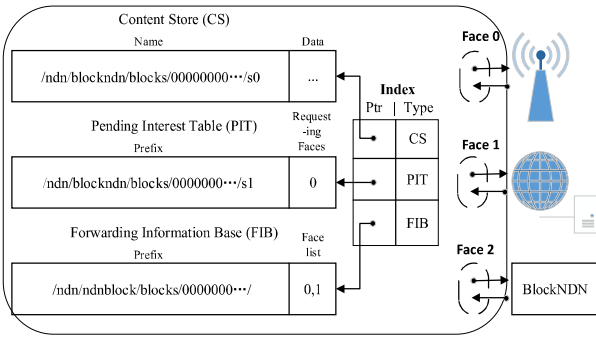 Content Store (CS)
Name Data
/ndn/blockndn/blocks/00000000···/s0 ...
Pending Interest Table (PIT)
Prefix
Request
-ing
Faces
/ndn/blockndn/blocks/0000000···/s1 0
Forwarding Information Base (FIB)
Prefix
Face
list
/ndn/ndnblock/blocks/0000000···/ 0,1
Index
Ptr Type
CS
PIT
FIB
Face 0
Face 1
Face 2
BlockNDN